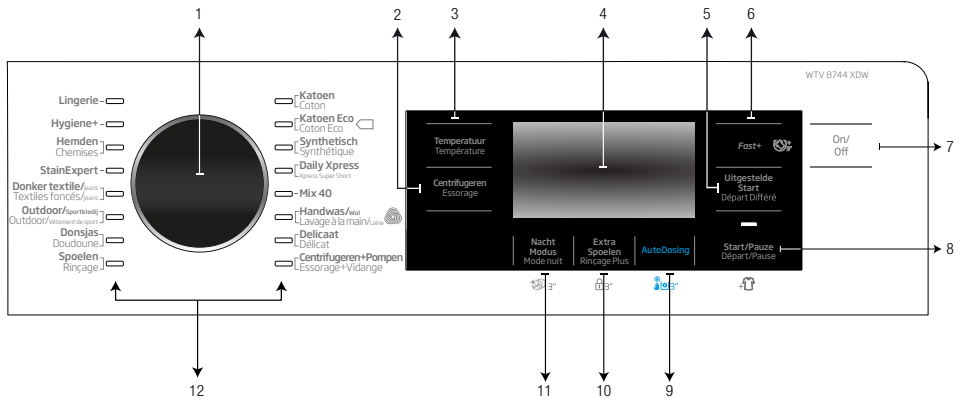 1
2
3
4
5
6
WTV 8744 XDW
Lingerie
Hygiene+
Hemden
Chemises
StainExpert
Donker textile/Jeans
Textiles foncés/Jeans
Outdoor/Sportkledij
Outdoor/Vêtement de sport
Donsjas
Doudoune
Spoelen
Rinçage
Katoen
Coton
Katoen Eco
Coton Eco
Synthetisch
Synthétique
Daily Xpress
Xpress Super Short
Mix 40
Handwas/Wol
Lavage à la main/Laine
Delicaat
Délicat
Centrifugeren+Pompen
Essorage+Vidange
Temperatuur
Température
Centrifugeren
Essorage
Fast+
Uitgestelde
Start
Départ Différé
On/
Off
7
Nacht
Modus
Mode nuit
Extra
Spoelen
Rinçage Plus
AutoDosing
Start/Pauze
Départ/Pause
8
3"
3"
3"
+
12
11
10
9